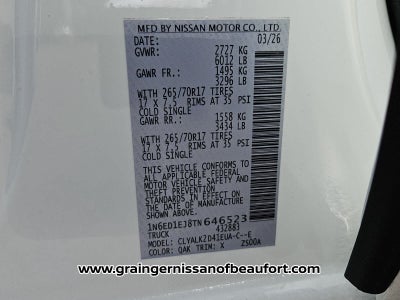 MFD BY NISSAN MOTOR CO., LTD.
DATE: 03/26
GVWR: 2727 KG
6012 LB
GAWR FR.: 1495 KG
3296 LB
WITH 265/70R17 TIRES
17 X 7.5 RIMS AT 35 PSI
COLD SINGLE
GAWR RR.: 1558 KG
3434 LB
WITH 265/70R17 TIRES
17 X 7.5 RIMS AT 35 PSI
COLD SINGLE
THIS VEHICLE CONFORMS TO ALL
APPLICABLE FEDERAL MOTOR
VEHICLE SAFETY AND
THEFT PREVENTION
STANDARDS IN EFFECT ON
THE DATE OF MANUFACTURE
SHOWN ABOVE.
1N6ED1EJ8TN646523
TRUCK 432883
MODEL: CLYALKZD41EUA-C--E
COLOR: QAK TRIM: X ZS00A
www.graingernissanofbeaufort.com